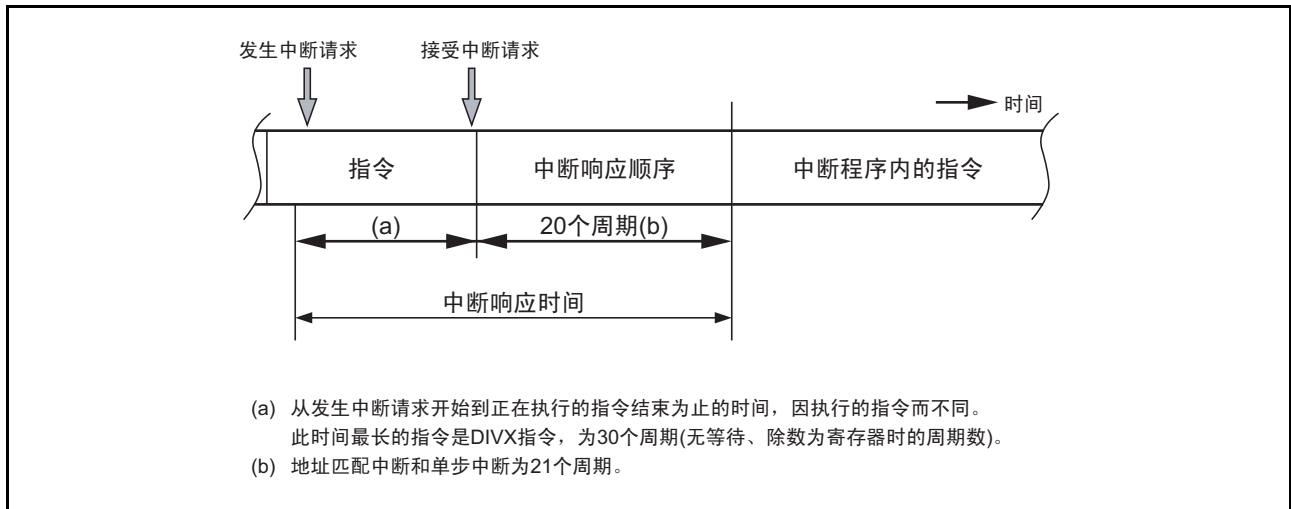 发生中断请求
接受中断请求
时间
指令
中断响应顺序
中断程序内的指令
(a)
20个周期(b)
中断响应时间
(a) 从发生中断请求开始到正在执行的指令结束为止的时间，因执行的指令而不同。
此时间最长的指令是DIVX指令，为30个周期(无等待、除数为寄存器时的周期数)。
(b) 地址匹配中断和单步中断为21个周期。